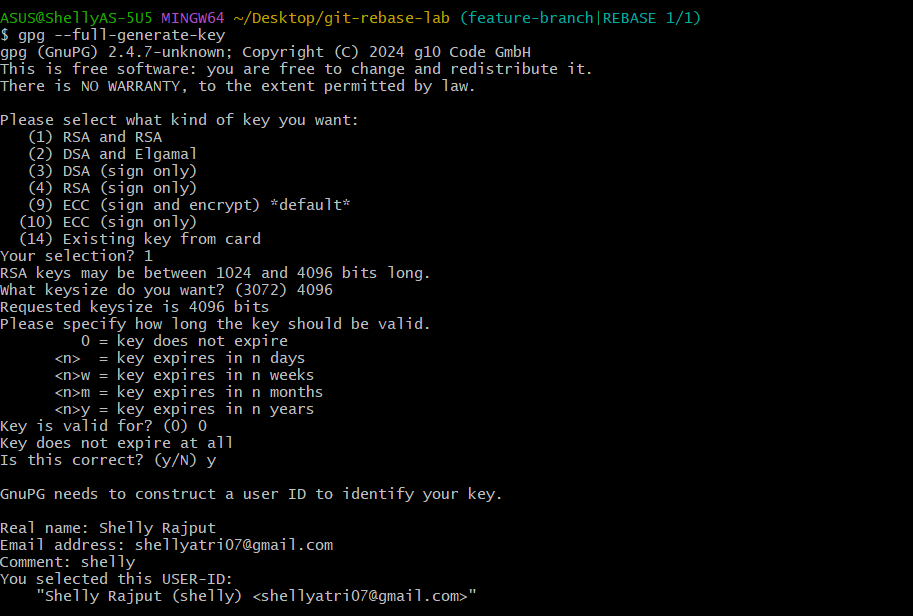 ASUS@ShellyAS-5U5 MINGW64 ~/Desktop/git-rebase-lab (feature-branch|REBASE 1/1)
$ gpg --full-generate-key
gpg (GnuPG) 2.4.7-unknown; Copyright (C) 2024 g10 Code GmbH
This is free software: you are free to change and redistribute it.
There is NO WARRANTY, to the extent permitted by law.

Please select what kind of key you want:
   (1) RSA and RSA
   (2) DSA and Elgamal
   (3) DSA (sign only)
   (4) RSA (sign only)
   (9) ECC (sign and encrypt) *default*
  (10) ECC (sign only)
  (14) Existing key from card
Your selection? 1
RSA keys may be between 1024 and 4096 bits long.
What keysize do you want? (3072) 4096
Requested keysize is 4096 bits
Please specify how long the key should be valid.
         0 = key does not expire
      <n>  = key expires in n days
      <n>w = key expires in n weeks
      <n>m = key expires in n months
      <n>y = key expires in n years
Key is valid for? (0) 0
Key does not expire at all
Is this correct? (y/N) y

GnuPG needs to construct a user ID to identify your key.

Real name: Shelly Rajput
Email address: shellyatri07@gmail.com
Comment: shelly
You selected this USER-ID:
    "Shelly Rajput (shelly) <shellyatri07@gmail.com>"